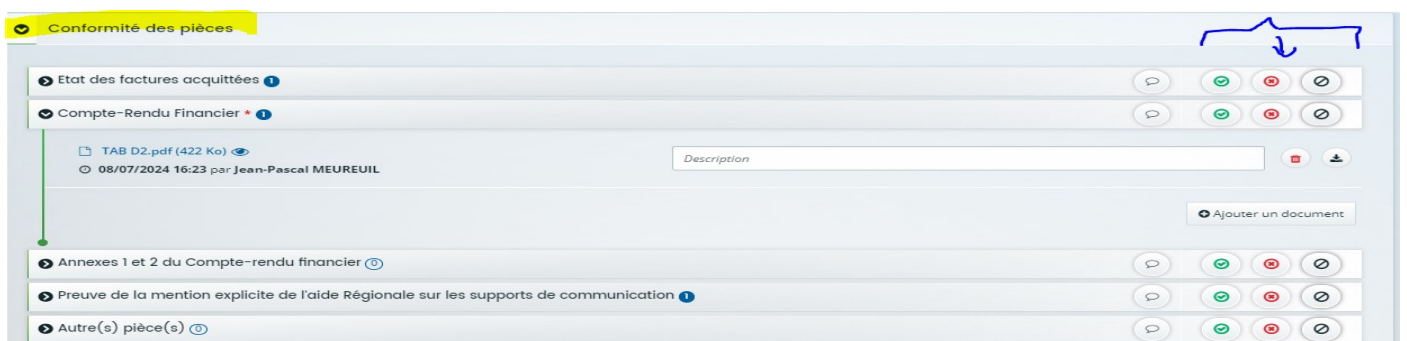 Conformité des pièces
Etat des factures acquittées 1
Compte-Rendu Financier * 1
TAB D2.pdf (422 Ko)
Description
08/07/2024 16:23 par Jean-Pascal MEUREUIL
Ajouter un document
Annexes 1 et 2 du Compte-rendu financier 0
Preuve de la mention explicite de l'aide Régionale sur les supports de communication 1
Autre(s) pièce(s) 0